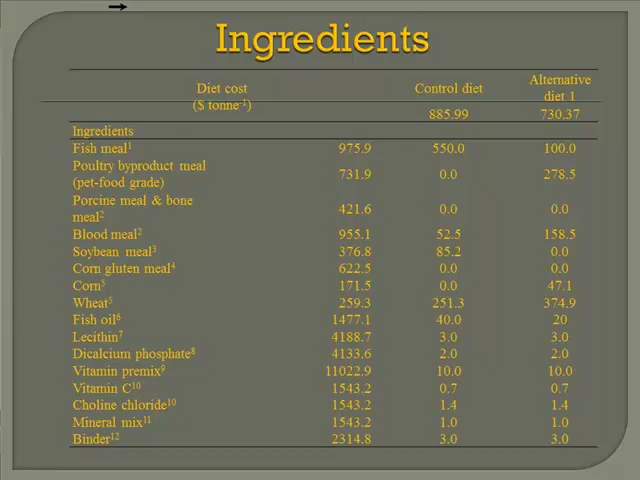 Ingredients
Diet cost Control diet Alternative
($ tonne⁻¹) diet 1
885.99 730.37
Ingredients
Fish meal¹ 975.9 550.0 100.0
Poultry byproduct meal
(pet-food grade) 731.9 0.0 278.5
Porcine meal & bone
meal² 421.6 0.0 0.0
Blood meal² 955.1 52.5 158.5
Soybean meal³ 376.8 85.2 0.0
Corn gluten meal⁴ 622.5 0.0 0.0
Corn⁵ 171.5 0.0 47.1
Wheat⁵ 259.3 251.3 374.9
Fish oil⁶ 1477.1 40.0 20
Lecithin⁷ 4188.7 3.0 3.0
Dicalcium phosphate⁸ 4133.6 2.0 2.0
Vitamin premix⁹ 11022.9 10.0 10.0
Vitamin C¹⁰ 1543.2 0.7 0.7
Choline chloride¹⁰ 1543.2 1.4 1.4
Mineral mix¹¹ 1543.2 1.0 1.0
Binder¹² 2314.8 3.0 3.0